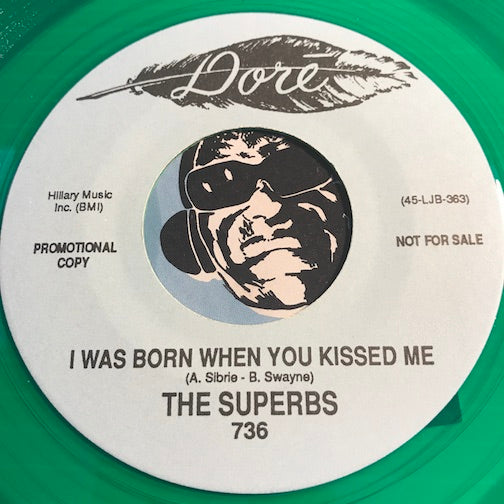 Doré
Hillary Music
Inc. (BMI)
(45-LJB-363)
PROMOTIONAL
COPY
NOT FOR SALE
I WAS BORN WHEN YOU KISSED ME
(A. Sibrie - B. Swayne)
THE SUPERBS
736